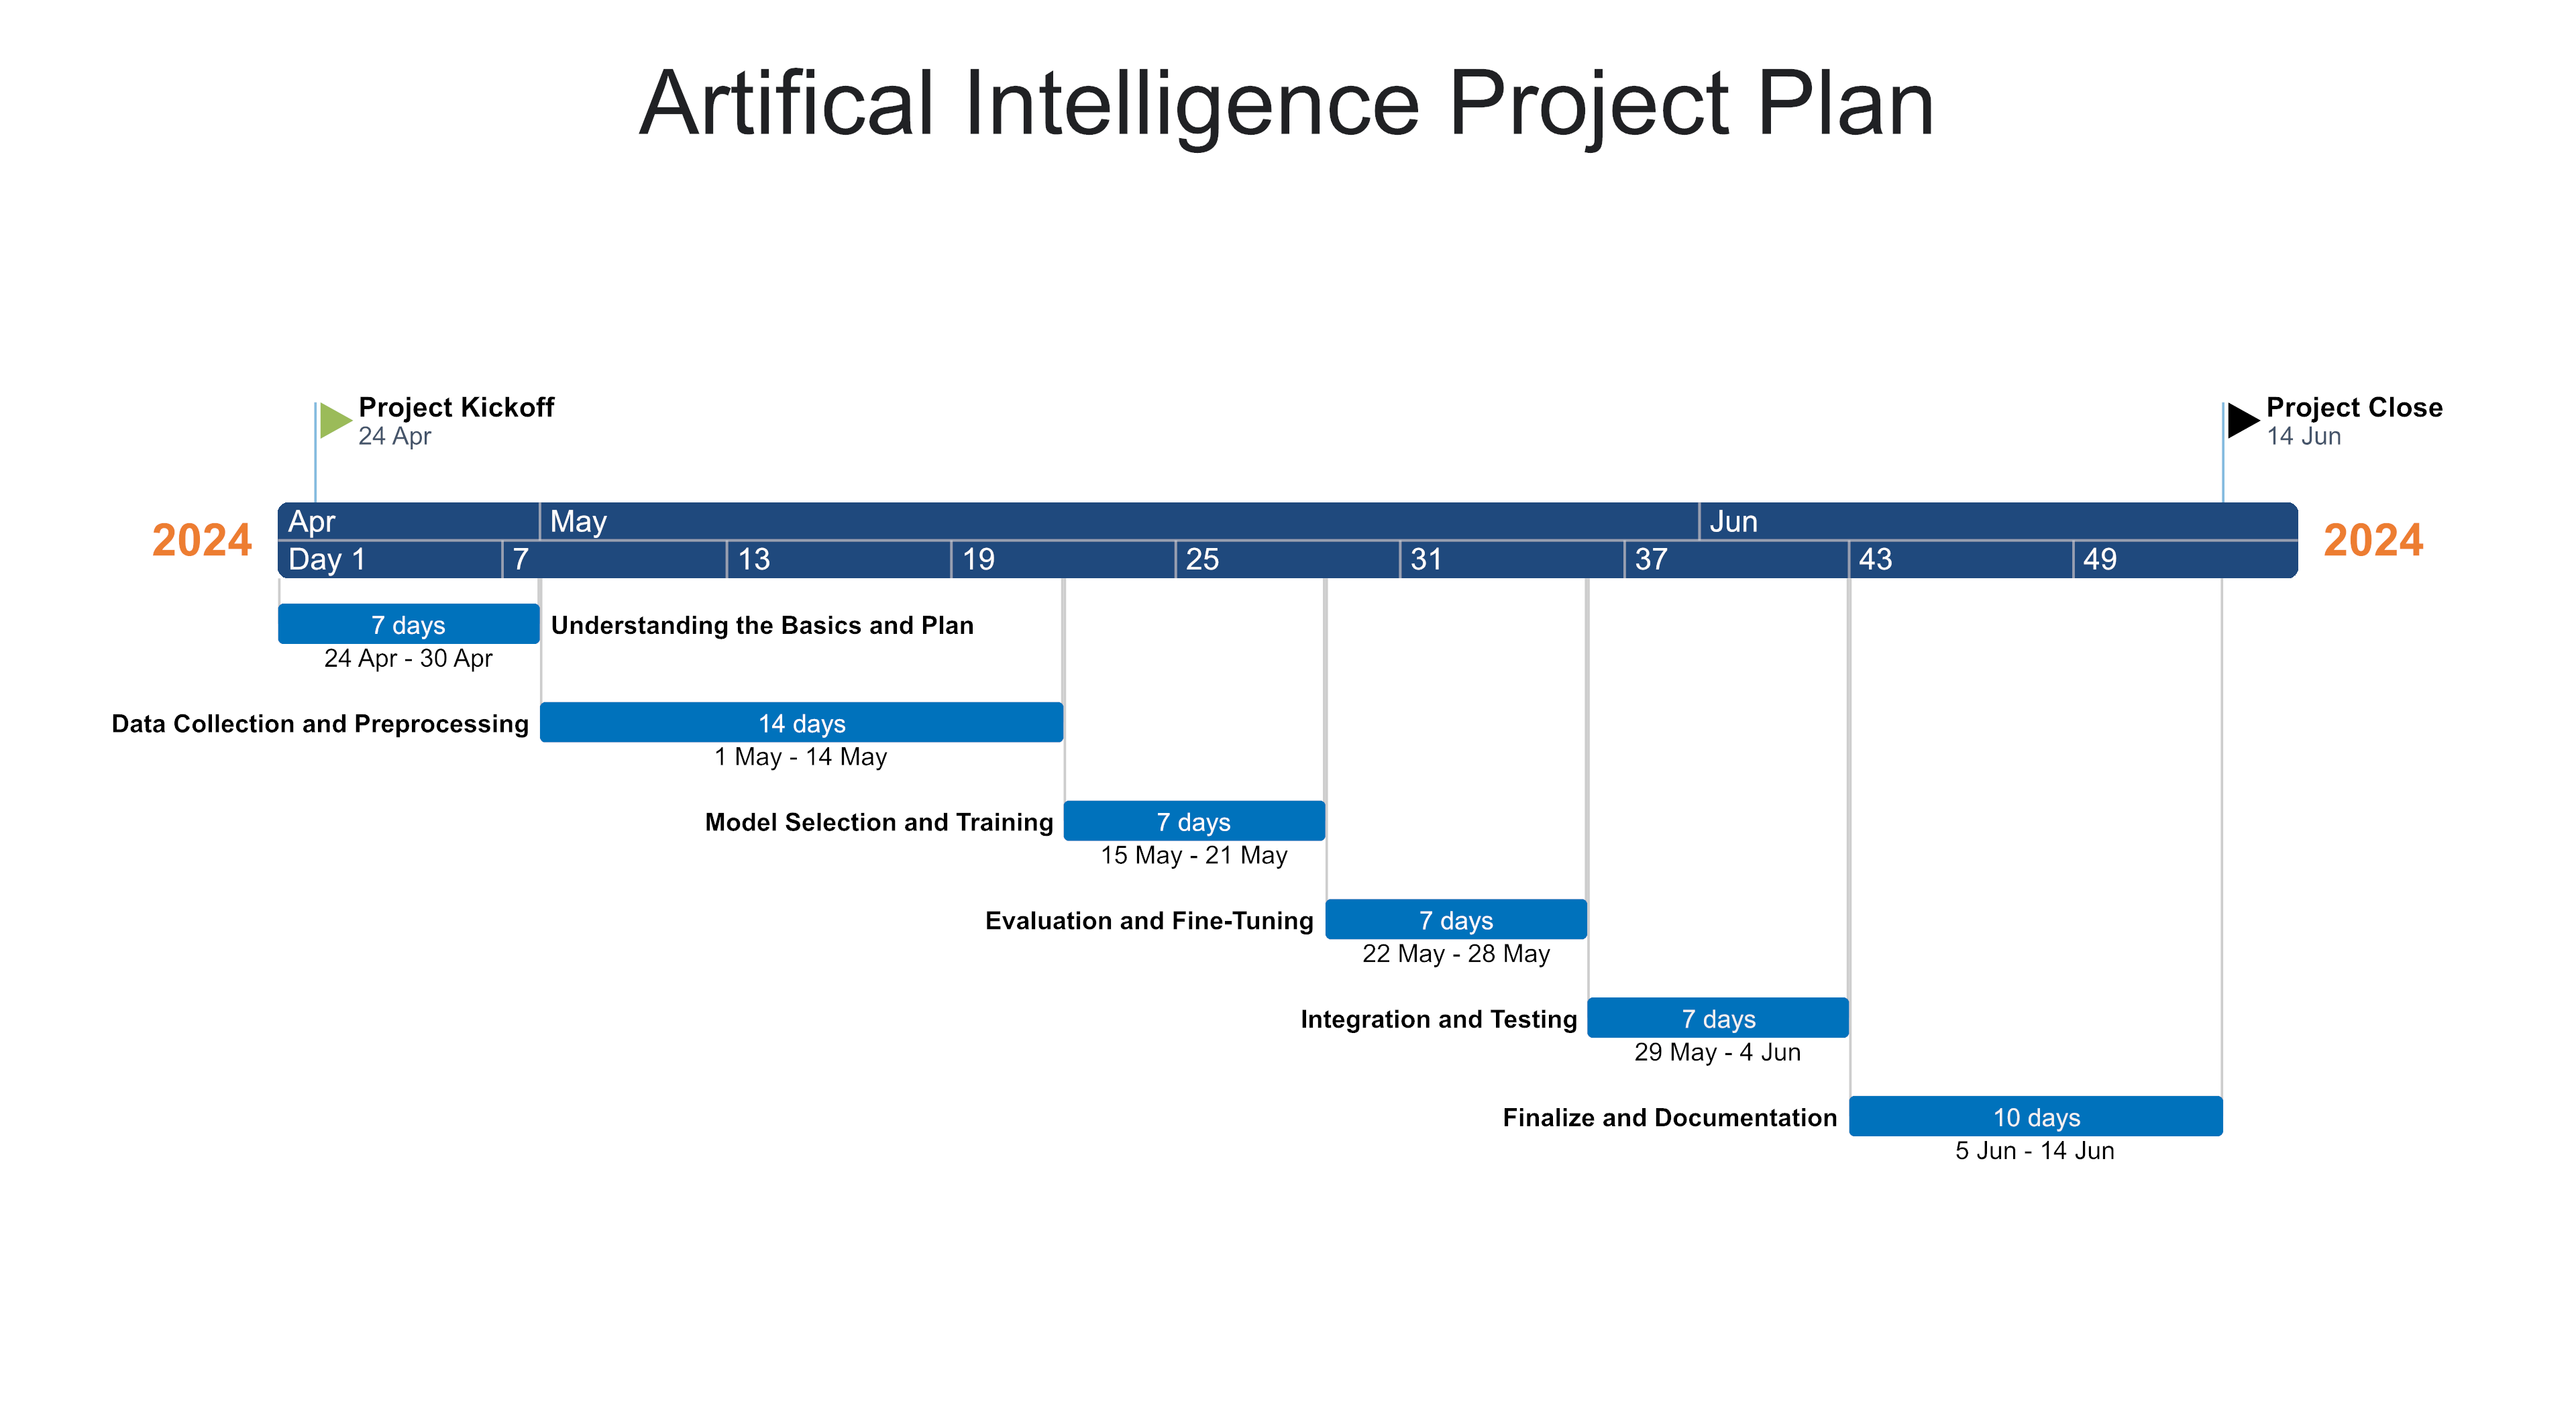 Artifical Intelligence Project Plan
Project Kickoff
24 Apr
Project Close
14 Jun
2024
Apr May Jun
Day 1 7 13 19 25 31 37 43 49
2024
7 days
Understanding the Basics and Plan
24 Apr - 30 Apr
Data Collection and Preprocessing
14 days
1 May - 14 May
Model Selection and Training
7 days
15 May - 21 May
Evaluation and Fine-Tuning
7 days
22 May - 28 May
Integration and Testing
7 days
29 May - 4 Jun
Finalize and Documentation
10 days
5 Jun - 14 Jun